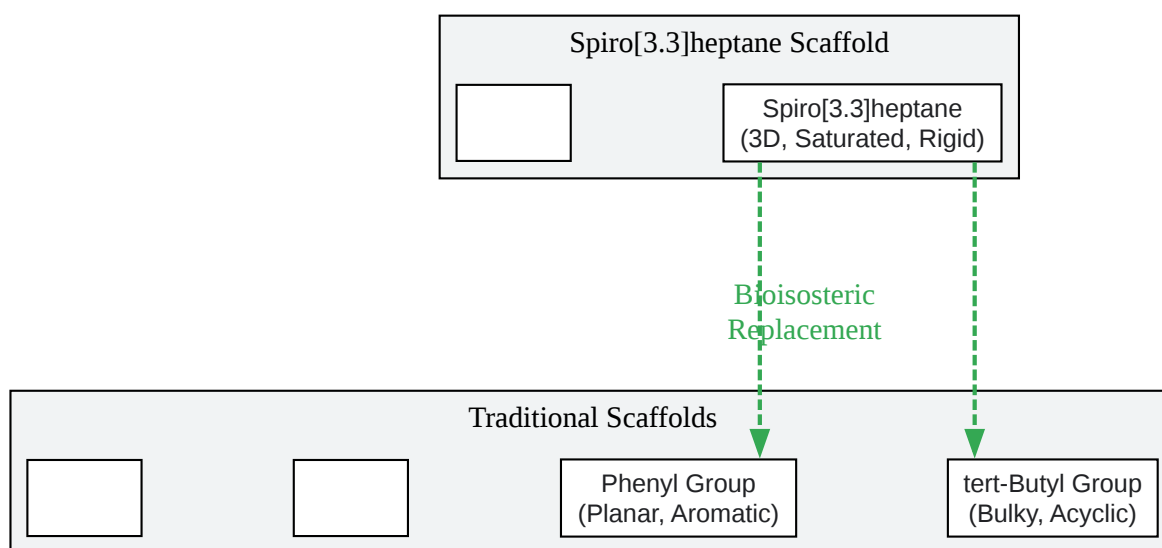 Spiro[3.3]heptane Scaffold
Spiro[3.3]heptane
(3D, Saturated, Rigid)
Bioisosteric
Replacement
Traditional Scaffolds
Phenyl Group
(Planar, Aromatic)
tert-Butyl Group
(Bulky, Acyclic)